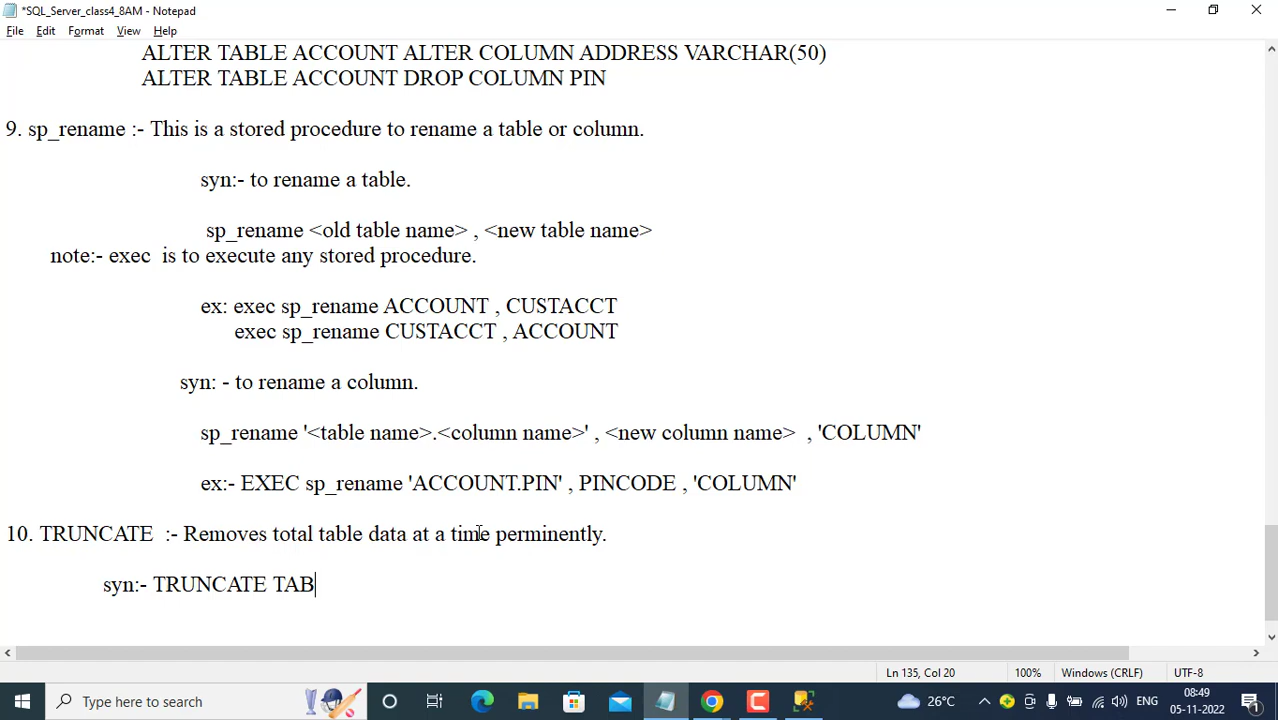 *SQL_Server_class4_8AM - Notepad
File Edit Format View Help
ALTER TABLE ACCOUNT ALTER COLUMN ADDRESS VARCHAR(50)
ALTER TABLE ACCOUNT DROP COLUMN PIN
9. sp_rename :- This is a stored procedure to rename a table or column.
syn:- to rename a table.
sp_rename <old table name> , <new table name>
note:- exec  is to execute any stored procedure.
ex: exec sp_rename ACCOUNT , CUSTACCT
exec sp_rename CUSTACCT , ACCOUNT
syn: - to rename a column.
sp_rename '<table name>.<column name>' , <new column name>  , 'COLUMN'
ex:- EXEC sp_rename 'ACCOUNT.PIN' , PINCODE , 'COLUMN'
10. TRUNCATE  :- Removes total table data at a time perminently.
syn:- TRUNCATE TAB
Ln 135, Col 20 100% Windows (CRLF) UTF-8
Type here to search 26°C ENG 08:49
05-11-2022 1